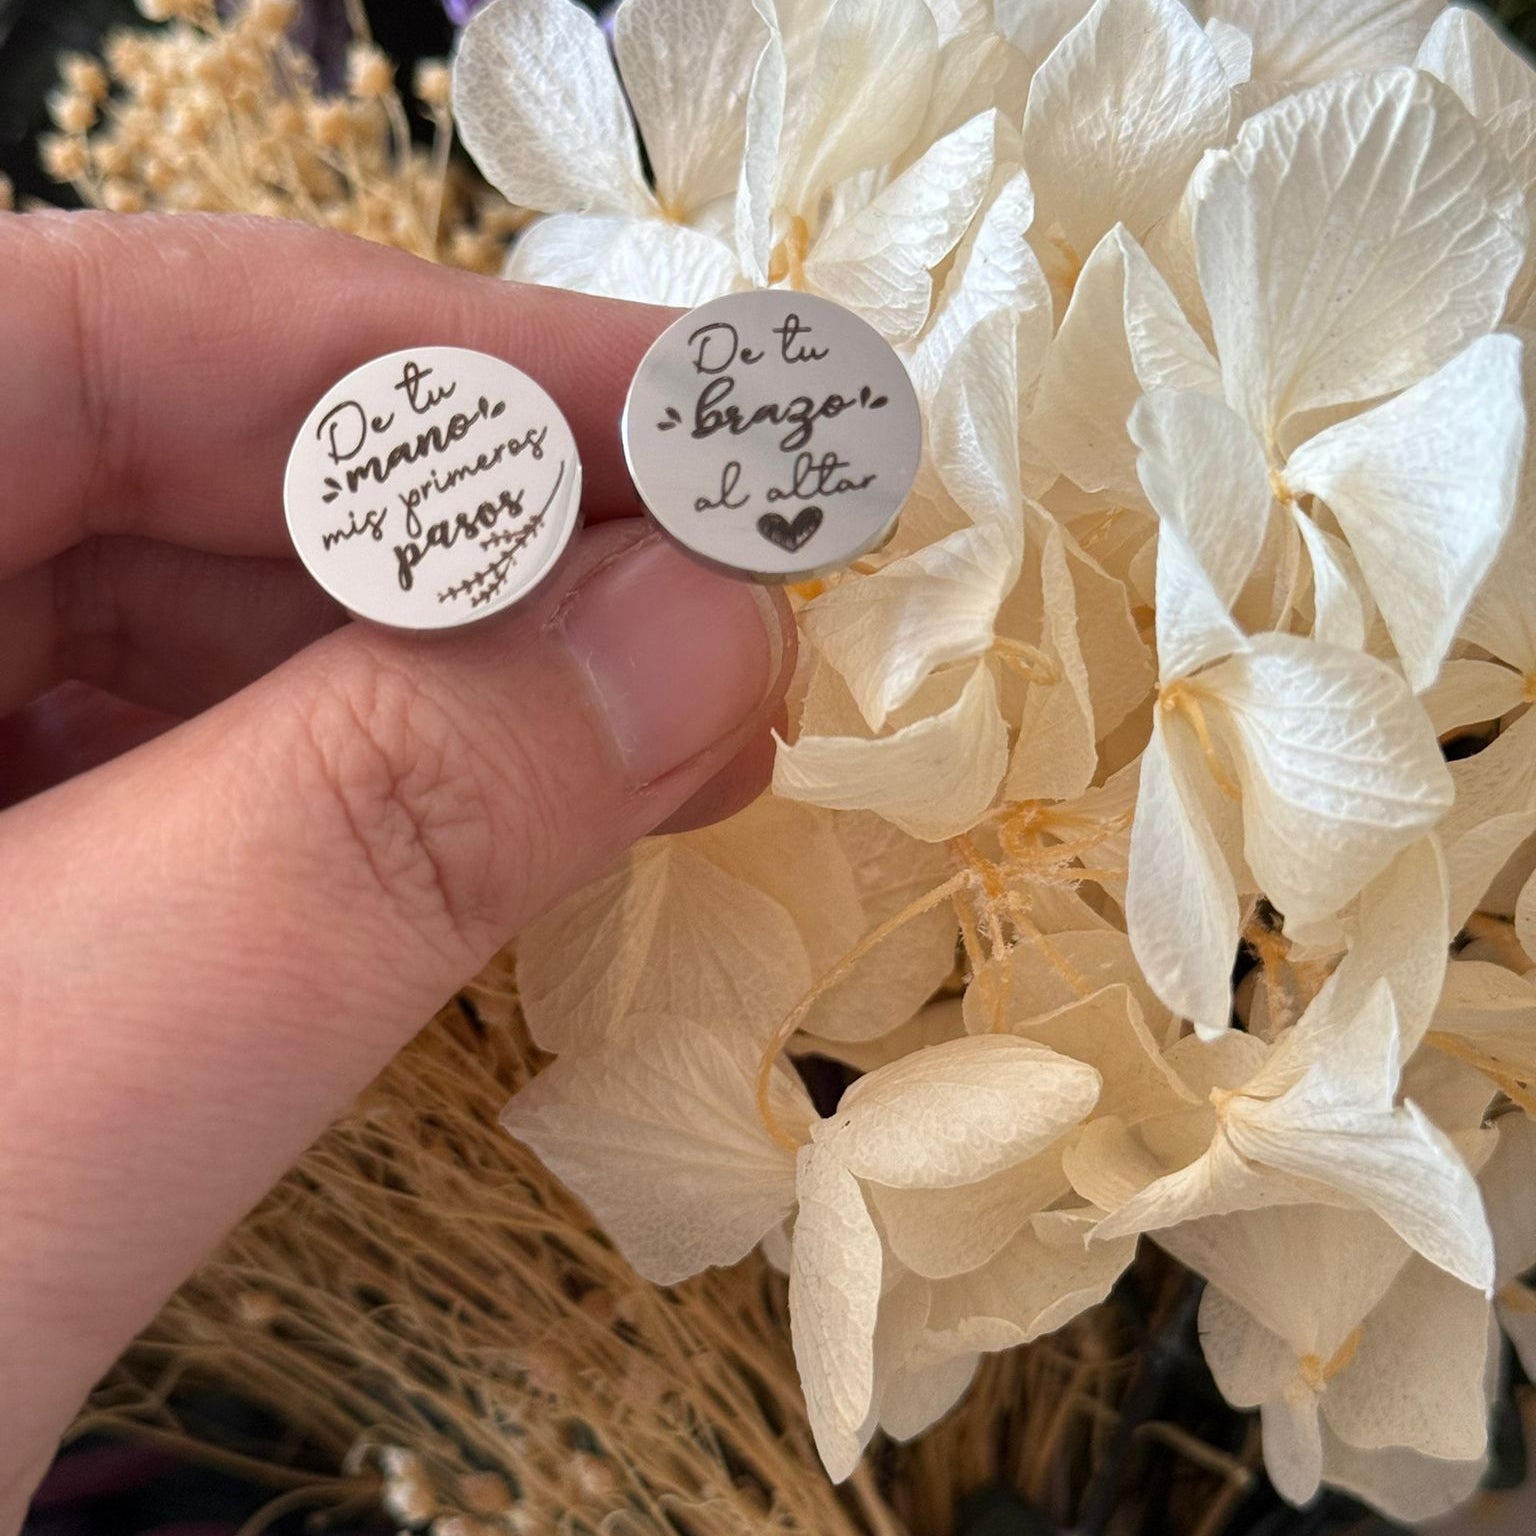 De tu
mano
mis primeros
pasos
De tu
brazo
al altar